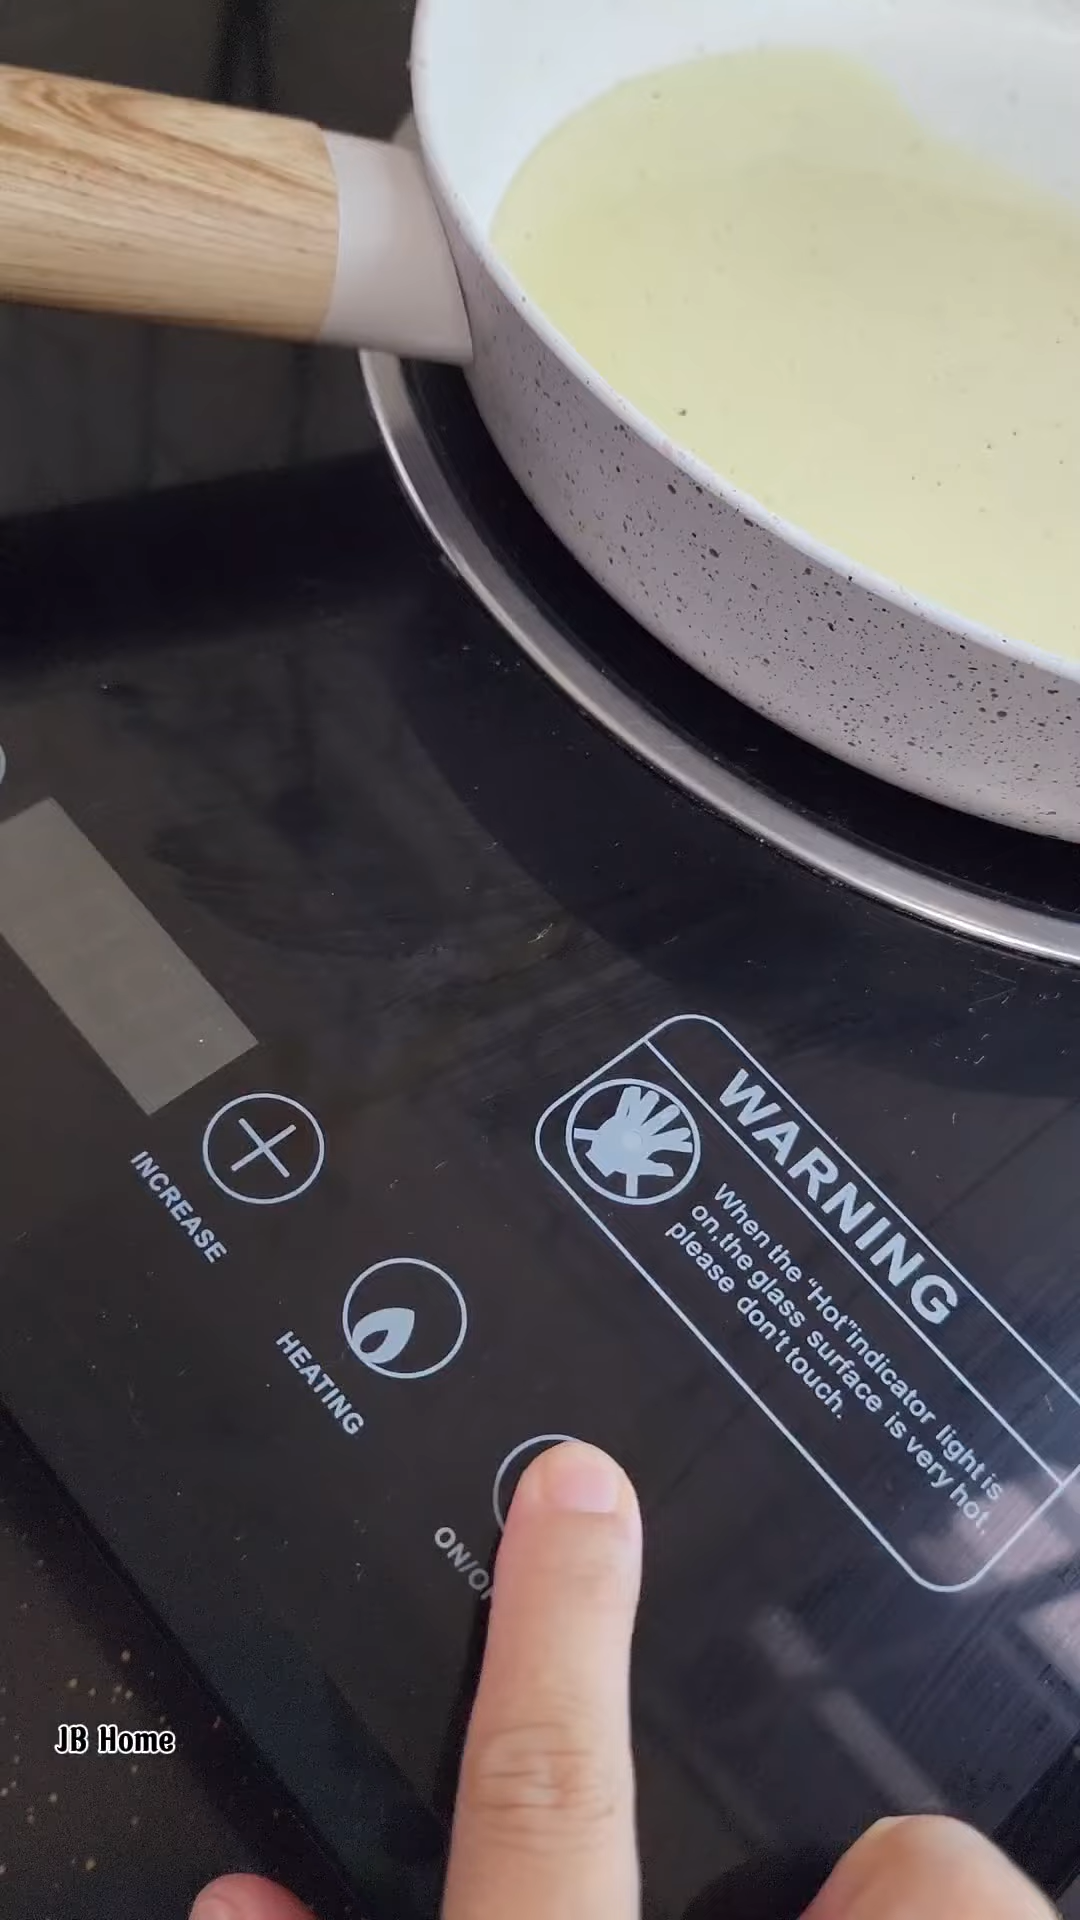 WARNING
When the "Hot"indicator light is
on,the glass surface is very hot,
please don't touch.
INCREASE
HEATING
JB Home